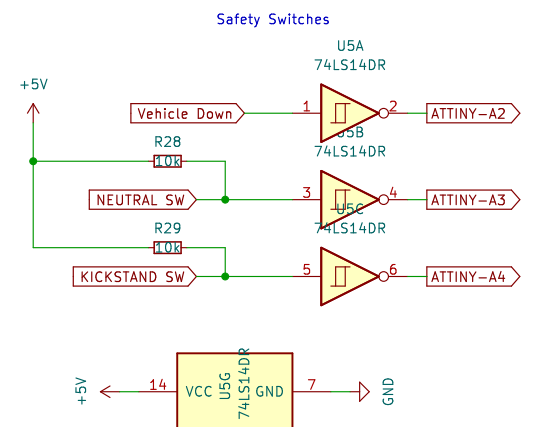 Safety Switches
U5A
74LS14DR
+5V
Vehicle Down
1
2
ATTINY-A2
U5B
74LS14DR
R28
10k
NEUTRAL SW
3
4
ATTINY-A3
U5C
74LS14DR
R29
10k
KICKSTAND SW
5
6
ATTINY-A4
+5V
14
VCC
U5G
74LS14DR
GND
7
GND